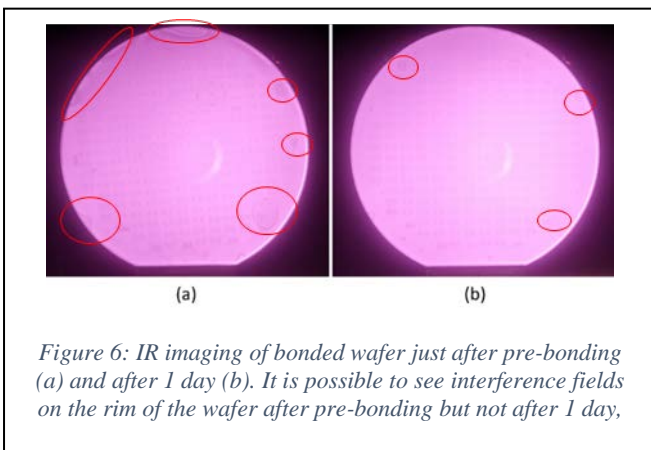 (a) (b)
Figure 6: IR imaging of bonded wafer just after pre-bonding
(a) and after 1 day (b). It is possible to see interference fields
on the rim of the wafer after pre-bonding but not after 1 day,